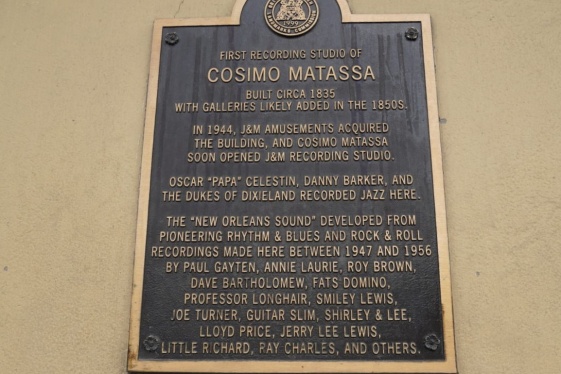 LANDMARKS COMMISSION
1999
FIRST RECORDING STUDIO OF
COSIMO MATASSA
BUILT CIRCA 1835
WITH GALLERIES LIKELY ADDED IN THE 1850S.
IN 1944, J&M AMUSEMENTS ACQUIRED
THE BUILDING, AND COSIMO MATASSA
SOON OPENED J&M RECORDING STUDIO.
OSCAR "PAPA" CELESTIN, DANNY BARKER, AND
THE DUKES OF DIXIELAND RECORDED JAZZ HERE.
THE "NEW ORLEANS SOUND" DEVELOPED FROM
PIONEERING RHYTHM & BLUES AND ROCK & ROLL
RECORDINGS MADE HERE BETWEEN 1947 AND 1956
BY PAUL GAYTEN, ANNIE LAURIE, ROY BROWN,
DAVE BARTHOLOMEW, FATS DOMINO,
PROFESSOR LONGHAIR, SMILEY LEWIS,
JOE TURNER, GUITAR SLIM, SHIRLEY & LEE,
LLOYD PRICE, JERRY LEE LEWIS,
LITTLE RICHARD, RAY CHARLES, AND OTHERS.